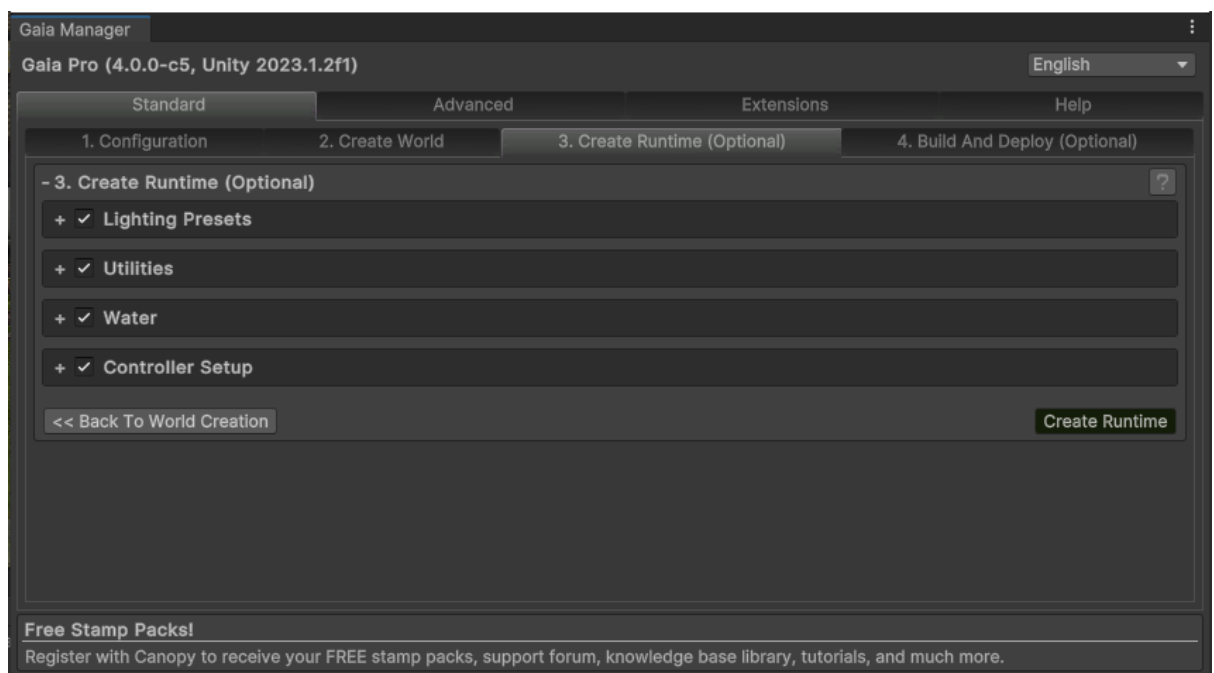 Gaia Manager
Gaia Pro (4.0.0-c5, Unity 2023.1.2f1) English
Standard Advanced Extensions Help
1. Configuration 2. Create World 3. Create Runtime (Optional) 4. Build And Deploy (Optional)
- 3. Create Runtime (Optional) ?
+ Lighting Presets
+ Utilities
+ Water
+ Controller Setup
<< Back To World Creation Create Runtime
Free Stamp Packs!
Register with Canopy to receive your FREE stamp packs, support forum, knowledge base library, tutorials, and much more.